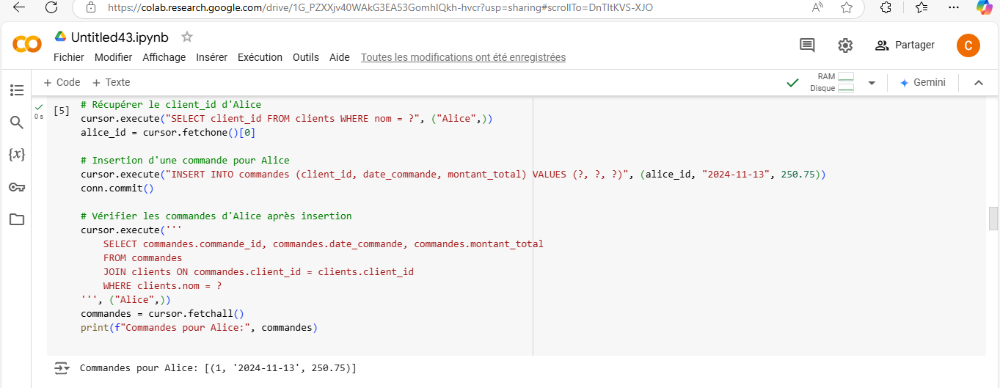 https://colab.research.google.com/drive/1G_PZXXjv40WAkG3EA53GomhIQkh-hvcr?usp=sharing#scrollTo=DnTItKVS-XJO
Untitled43.ipynb
Fichier Modifier Affichage Insérer Exécution Outils Aide Toutes les modifications ont été enregistrées
Partager
C
+ Code + Texte
RAM
Disque
Gemini
0 s
[5]
# Récupérer le client_id d'Alice
cursor.execute("SELECT client_id FROM clients WHERE nom = ?", ("Alice",))
alice_id = cursor.fetchone()[0]
# Insertion d'une commande pour Alice
cursor.execute("INSERT INTO commandes (client_id, date_commande, montant_total) VALUES (?, ?, ?)", (alice_id, "2024-11-13", 250.75))
conn.commit()
# Vérifier les commandes d'Alice après insertion
cursor.execute('''
SELECT commandes.commande_id, commandes.date_commande, commandes.montant_total
FROM commandes
JOIN clients ON commandes.client_id = clients.client_id
WHERE clients.nom = ?
''', ("Alice",))
commandes = cursor.fetchall()
print(f"Commandes pour Alice:", commandes)
Commandes pour Alice: [(1, '2024-11-13', 250.75)]